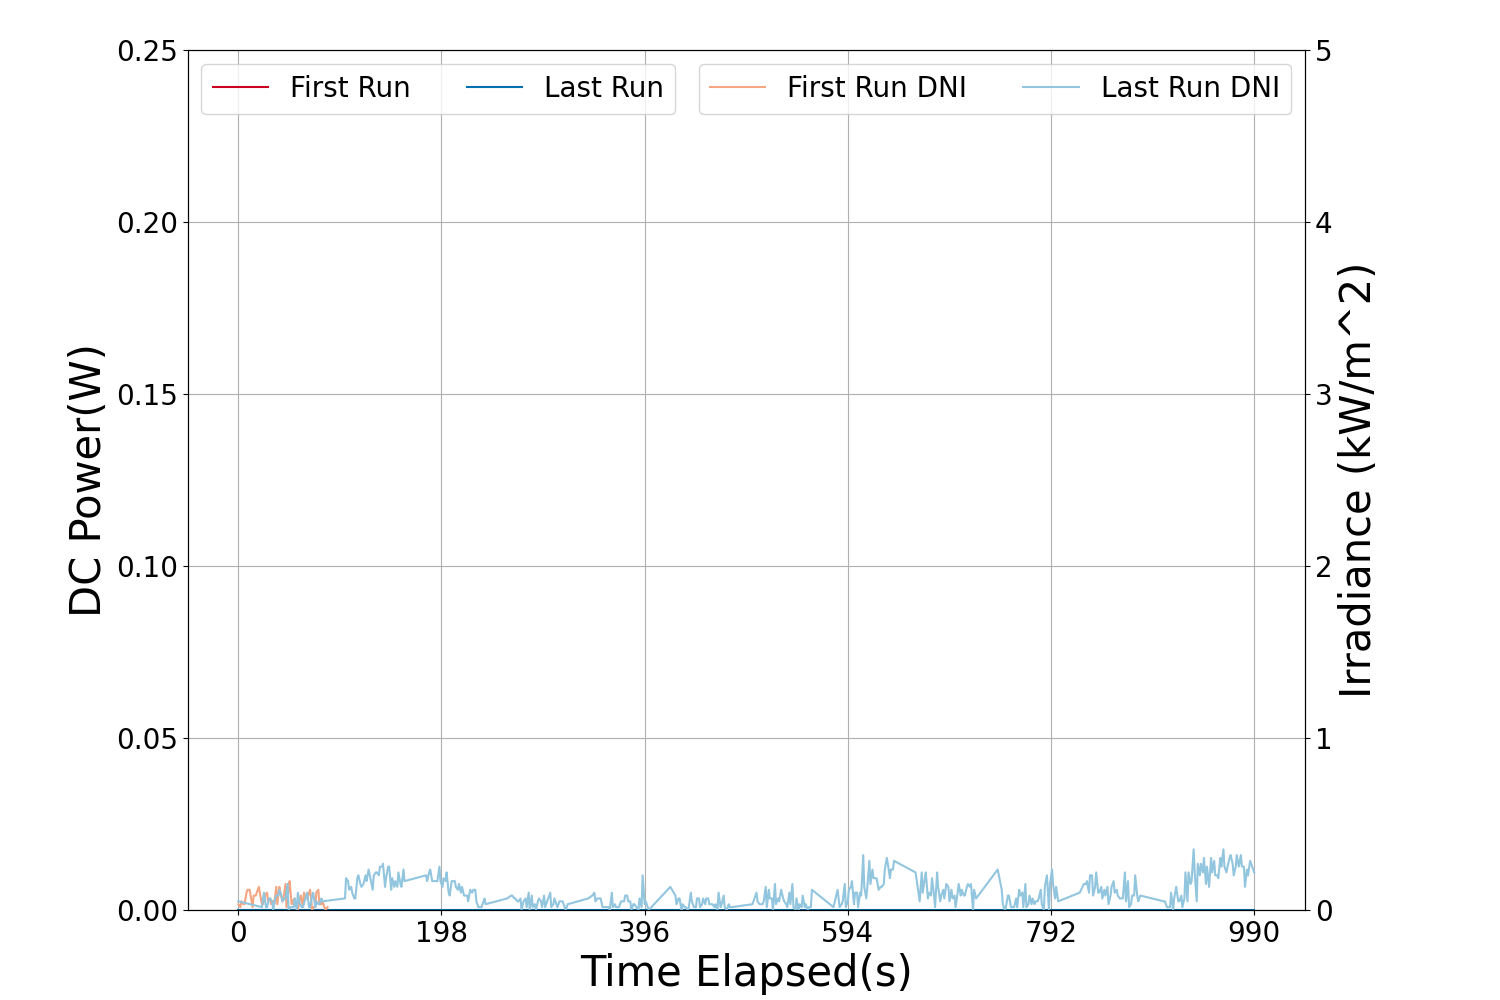 First Run Last Run First Run DNI Last Run DNI
0.25
0.20
0.15
0.10
0.05
0.00
DC Power(W)
5
4
3
2
1
0
Irradiance (kW/m^2)
0 198 396 594 792 990
Time Elapsed(s)